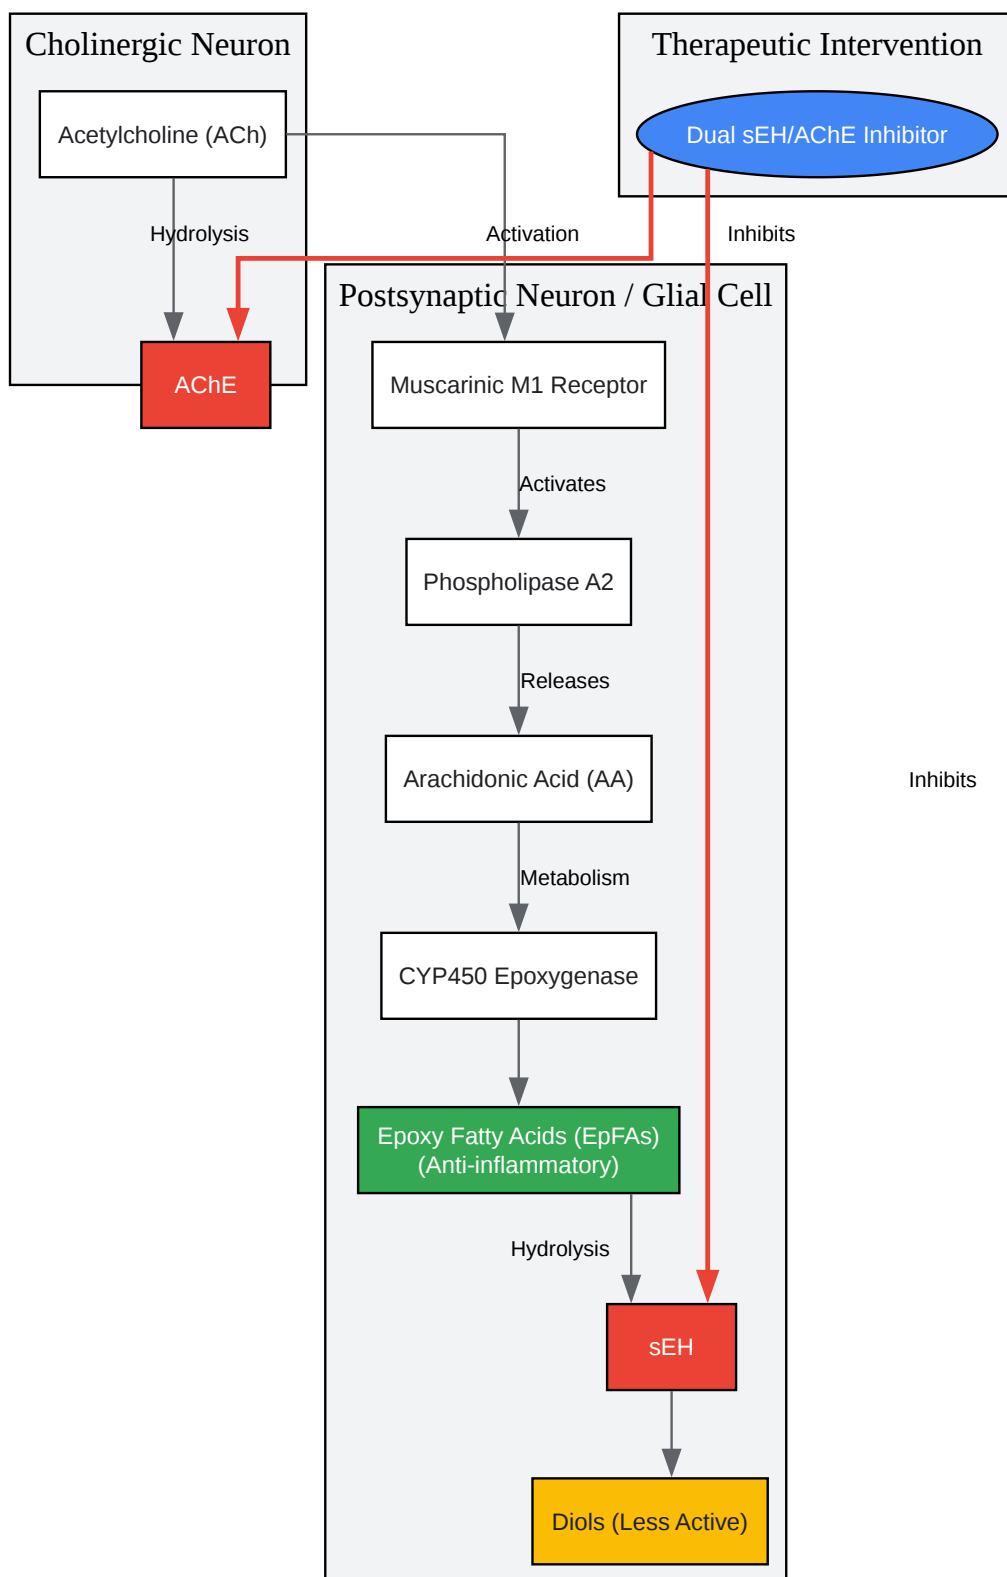 Cholinergic Neuron
Therapeutic Intervention
Acetylcholine (ACh)
Dual sEH/AChE Inhibitor
Hydrolysis
Activation
Inhibits
Postsynaptic Neuron / Glial Cell
AChE
Muscarinic M1 Receptor
Activates
Phospholipase A2
Releases
Arachidonic Acid (AA)
Inhibits
Metabolism
CYP450 Epoxygenase
Epoxy Fatty Acids (EpFAs)
(Anti-inflammatory)
Hydrolysis
sEH
Diols (Less Active)